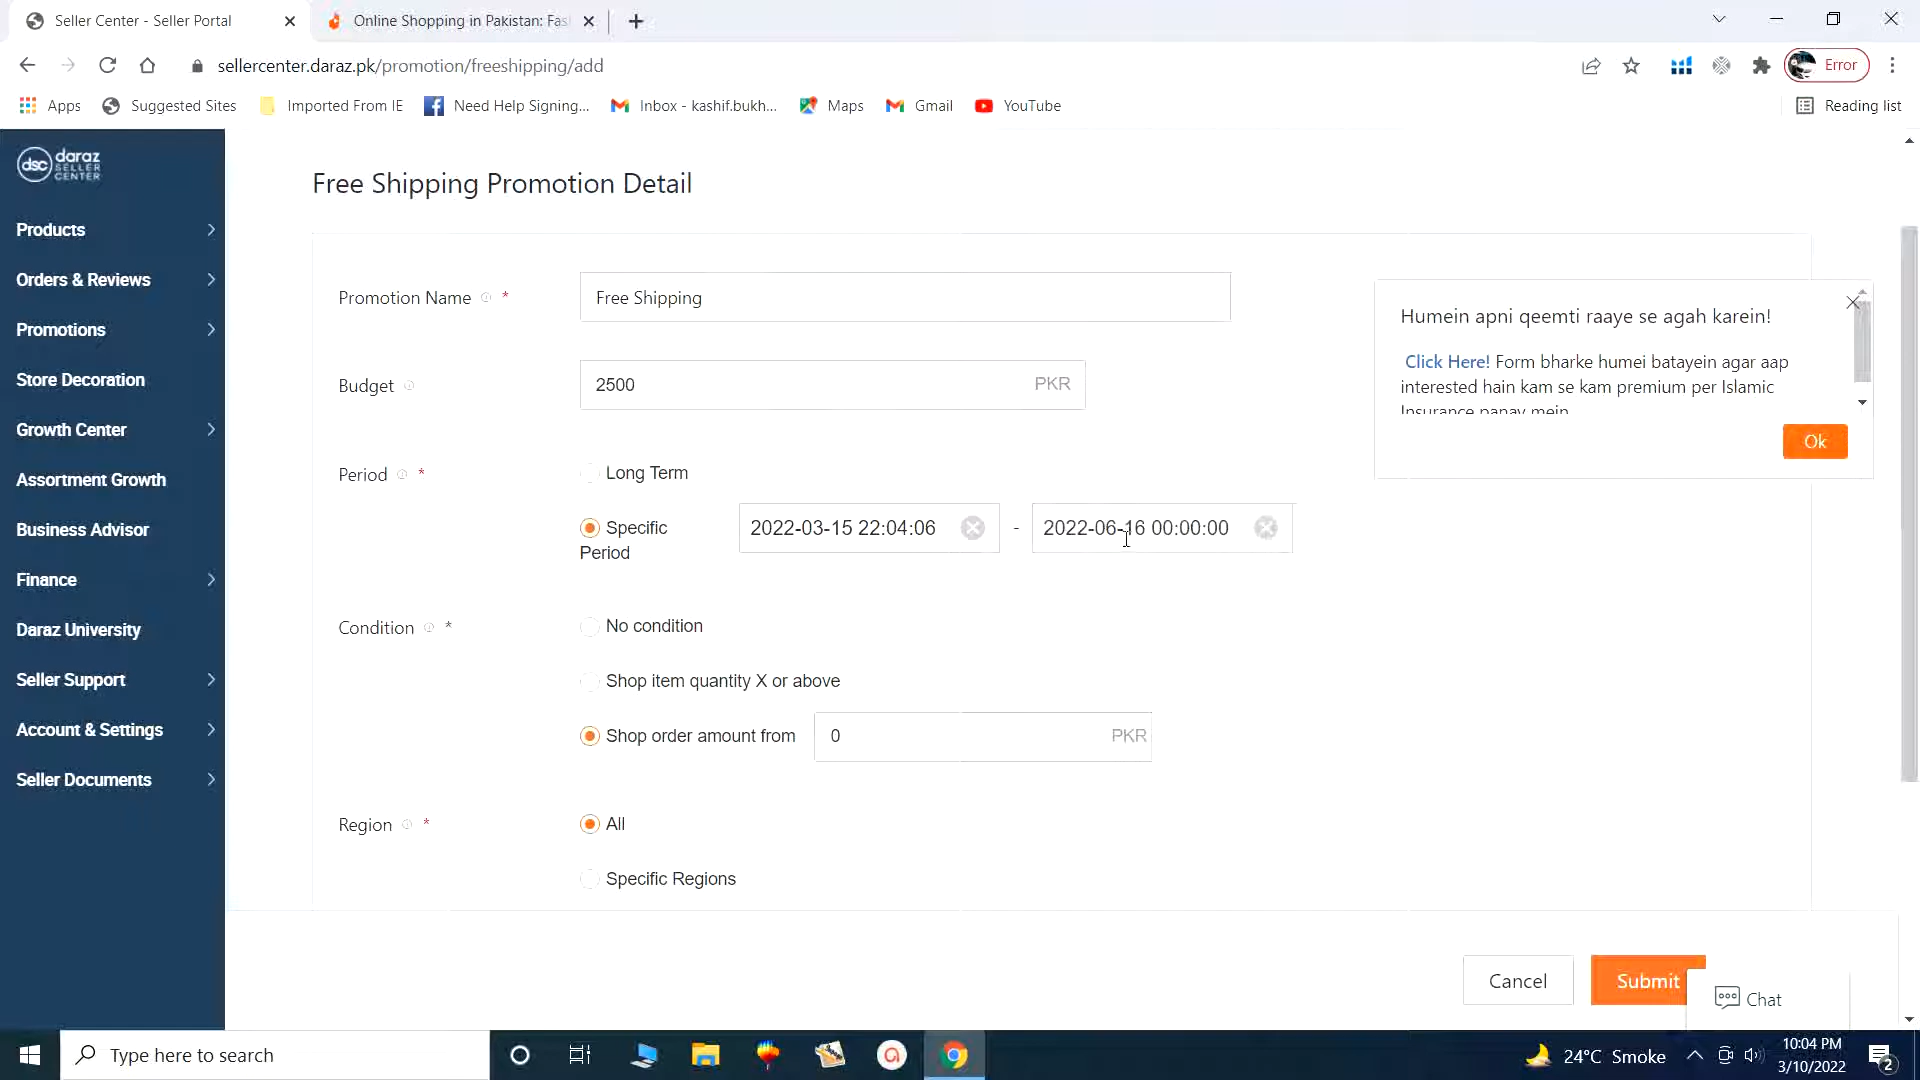 Seller Center - Seller Portal
Online Shopping in Pakistan: Fas
sellercenter.daraz.pk/promotion/freeshipping/add
Error
Apps
Suggested Sites
Imported From IE
Need Help Signing...
Inbox - kashif.bukh...
Maps
Gmail
YouTube
Reading list
dsc daraz
SELLER
CENTER
Products
Orders & Reviews
Promotions
Store Decoration
Growth Center
Assortment Growth
Business Advisor
Finance
Daraz University
Seller Support
Account & Settings
Seller Documents
Free Shipping Promotion Detail
Promotion Name *
Free Shipping
Budget
2500 PKR
Period *
Long Term
Specific
Period
2022-03-15 22:04:06 - 2022-06-16 00:00:00
Condition *
No condition
Shop item quantity X or above
Shop order amount from 0 PKR
Region *
All
Specific Regions
Humein apni qeemti raaye se agah karein!
Click Here! Form bharke humei batayein agar aap
interested hain kam se kam premium per Islamic
Insurance panay mein
Ok
Cancel
Submit
Chat
Type here to search
24°C Smoke
10:04 PM
3/10/2022
2